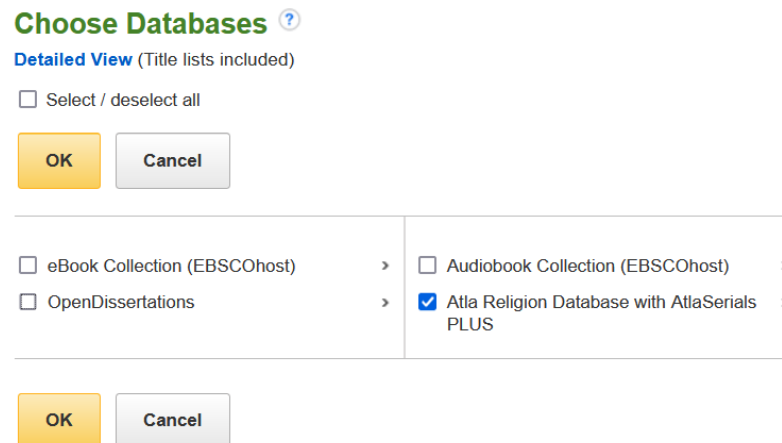 Choose Databases ?
Detailed View (Title lists included)
Select / deselect all
OK Cancel
eBook Collection (EBSCOhost)
OpenDissertations
Audiobook Collection (EBSCOhost)
Atla Religion Database with AtlaSerials
PLUS
OK Cancel